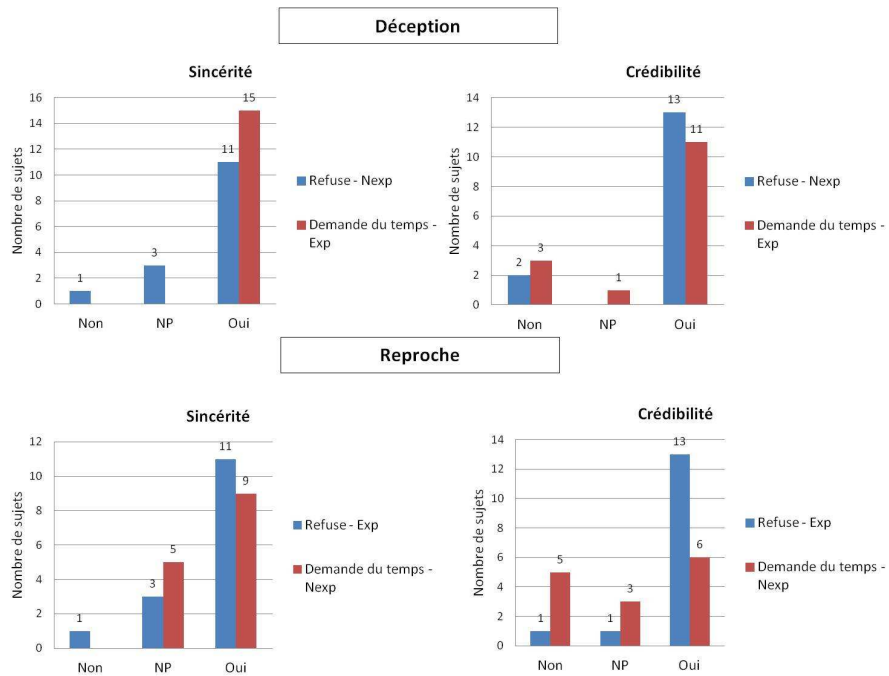 Déception
Sincérité
Nombre de sujets
16
14
12
10
8
6
4
2
0
1
3
11
15
Non
NP
Oui
Refuse - Nexp
Demande du temps -
Exp
Crédibilité
Nombre de sujets
14
12
10
8
6
4
2
0
2
3
1
13
11
Non
NP
Oui
Refuse - Nexp
Demande du temps -
Exp
Reproche
Sincérité
Nombre de sujets
12
10
8
6
4
2
0
1
3
5
11
9
Non
NP
Oui
Refuse - Exp
Demande du temps -
Nexp
Crédibilité
Nombre de sujets
14
12
10
8
6
4
2
0
1
5
1
3
13
6
Non
NP
Oui
Refuse - Exp
Demande du temps -
Nexp